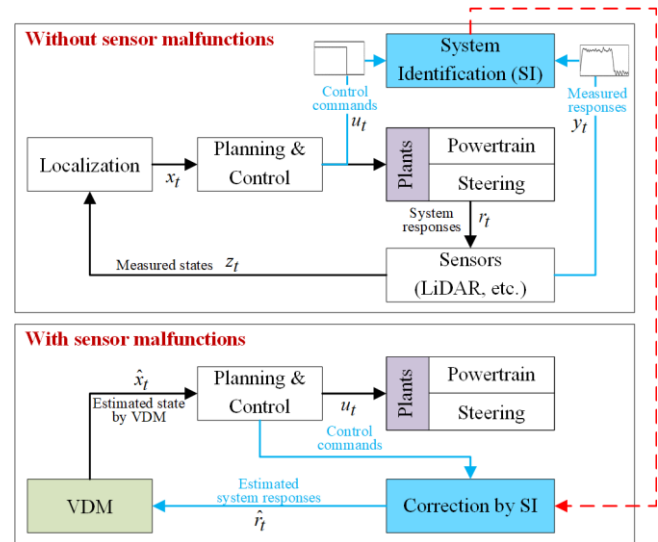 Without sensor malfunctions
System
Identification (SI)
Control
commands
u_t
Measured
responses
y_t
Localization
x_t
Planning &
Control
Plants
Powertrain
Steering
System
responses
r_t
Measured states z_t
Sensors
(LiDAR, etc.)
With sensor malfunctions
x̂_t
Estimated state
by VDM
Planning &
Control
u_t
Plants
Powertrain
Steering
Control
commands
VDM
Estimated
system responses
r̂_t
Correction by SI